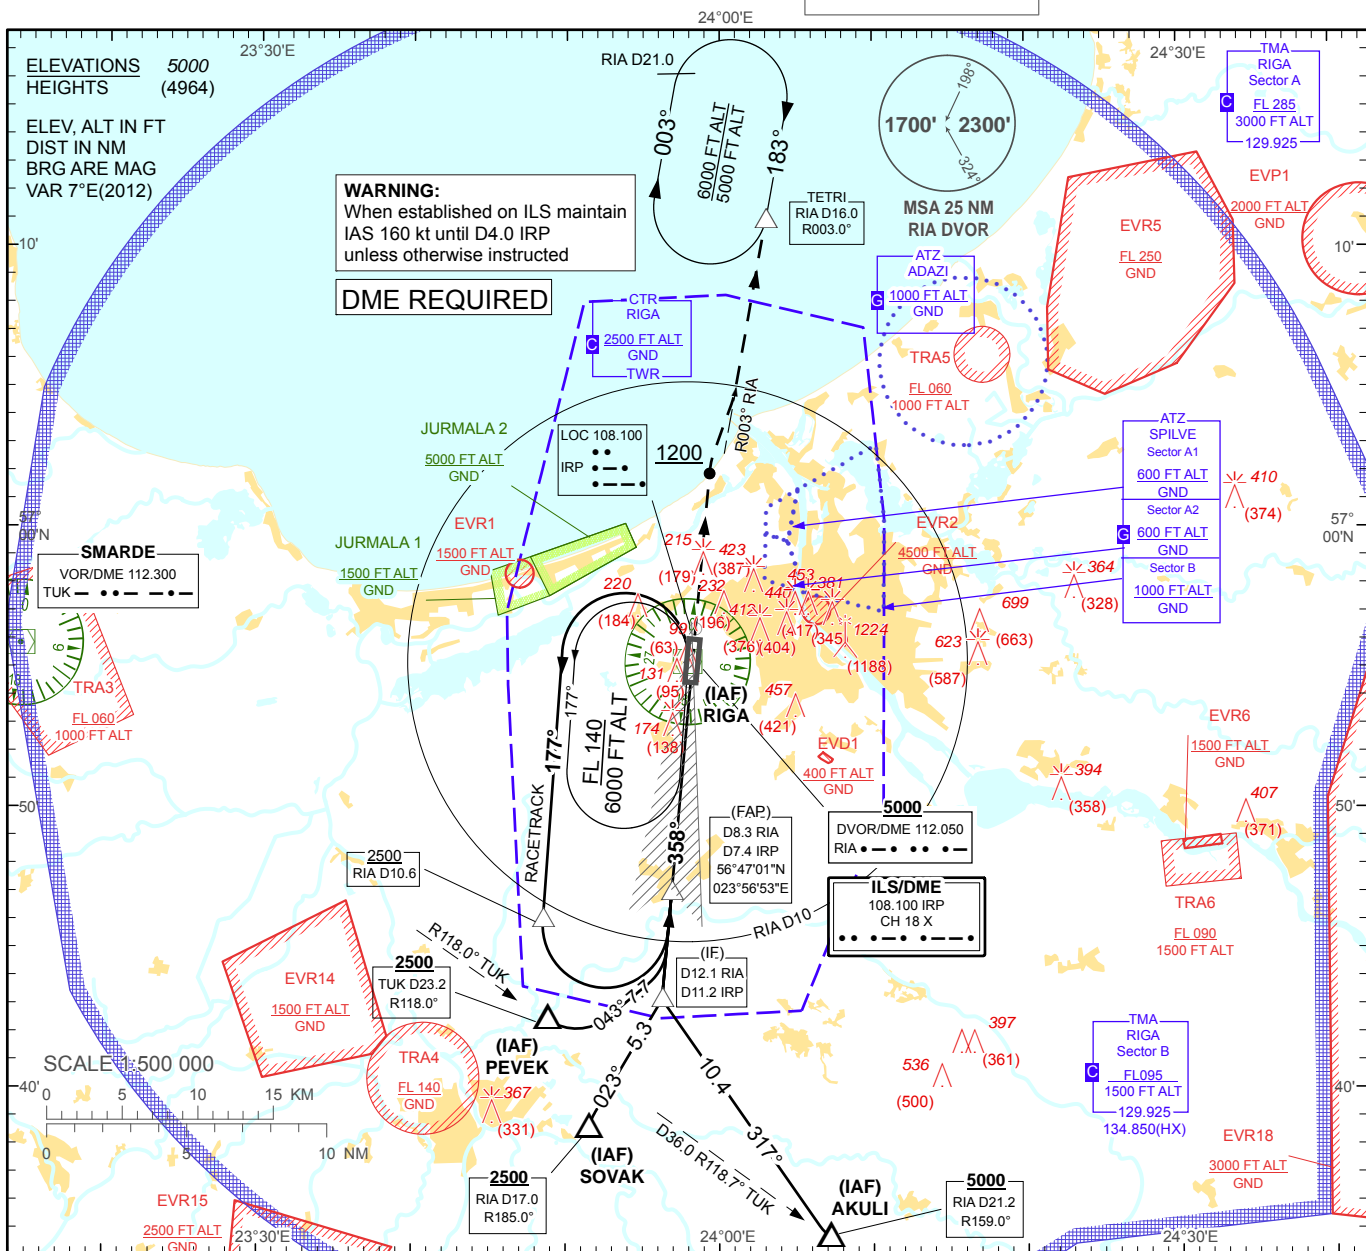 24°00'E
23°30'E
24°30'E
ELEVATIONS 5000
HEIGHTS (4964)
ELEV, ALT IN FT
DIST IN NM
BRG ARE MAG
VAR 7°E(2012)
RIA D21.0
003°
6000 FT ALT
5000 FT ALT
183°
198°
1700' 2300'
324°
MSA 25 NM
RIA DVOR
TMA
RIGA
Sector A
C
FL 285
3000 FT ALT
129.925
EVP1
2000 FT ALT
GND
EVR5
FL 250
GND
WARNING:
When established on ILS maintain
IAS 160 kt until D4.0 IRP
unless otherwise instructed
DME REQUIRED
TETRI
RIA D16.0
R003.0°
10'
10'
ATZ
ADAZI
G
1000 FT ALT
GND
CTR
RIGA
C
2500 FT ALT
GND
TWR
TRA5
FL 060
1000 FT ALT
R003° RIA
JURMALA 2
5000 FT ALT
GND
LOC 108.100
IRP
1200
ATZ
SPILVE
Sector A1
600 FT ALT
GND
Sector A2
G
600 FT ALT
GND
Sector B
1000 FT ALT
GND
410
(374)
57°
00'N
57°
00'N
SMARDE
VOR/DME 112.300
TUK
JURMALA 1
1500 FT ALT
GND
EVR1
1500 FT ALT
GND
EVR2
4500 FT ALT
GND
215
(179)
423
(387)
220
(184)
232
(196)
453
381
(345)
412
(376)
(404)
(417)
1224
(1188)
99
(63)
131
(95)
174
(138)
457
(421)
364
(328)
699
(663)
623
(587)
27
9
9
TRA3
FL 060
1000 FT ALT
(IAF)
RIGA
177°
177°
FL 140
6000 FT ALT
RACETRACK
EVD1
400 FT ALT
GND
EVR6
1500 FT ALT
GND
394
(358)
407
(371)
50'
50'
5000
DVOR/DME 112.050
RIA
(FAP)
D8.3 RIA
D7.4 IRP
56°47'01"N
023°56'53"E
358°
2500
RIA D10.6
ILS/DME
108.100 IRP
CH 18 X
RIA D10
TRA6
FL 090
1500 FT ALT
R118.0° TUK
2500
TUK D23.2
R118.0°
(IF)
D12.1 RIA
D11.2 IRP
EVR14
1500 FT ALT
GND
043° 7.7
(IAF)
PEVEK
5.3
023°
10.4
317°
397
(361)
536
(500)
TMA
RIGA
Sector B
C
FL095
1500 FT ALT
129.925
134.850(HX)
SCALE 1:500 000
0 5 10 15 KM
0 5 10 NM
TRA4
FL 140
GND
367
(331)
40'
40'
(IAF)
SOVAK
D36.0 R118.7° TUK
2500
RIA D17.0
R185.0°
(IAF)
AKULI
5000
RIA D21.2
R159.0°
EVR18
3000 FT ALT
GND
EVR15
2500 FT ALT
GND
23°30'E
24°00'E
24°30'E